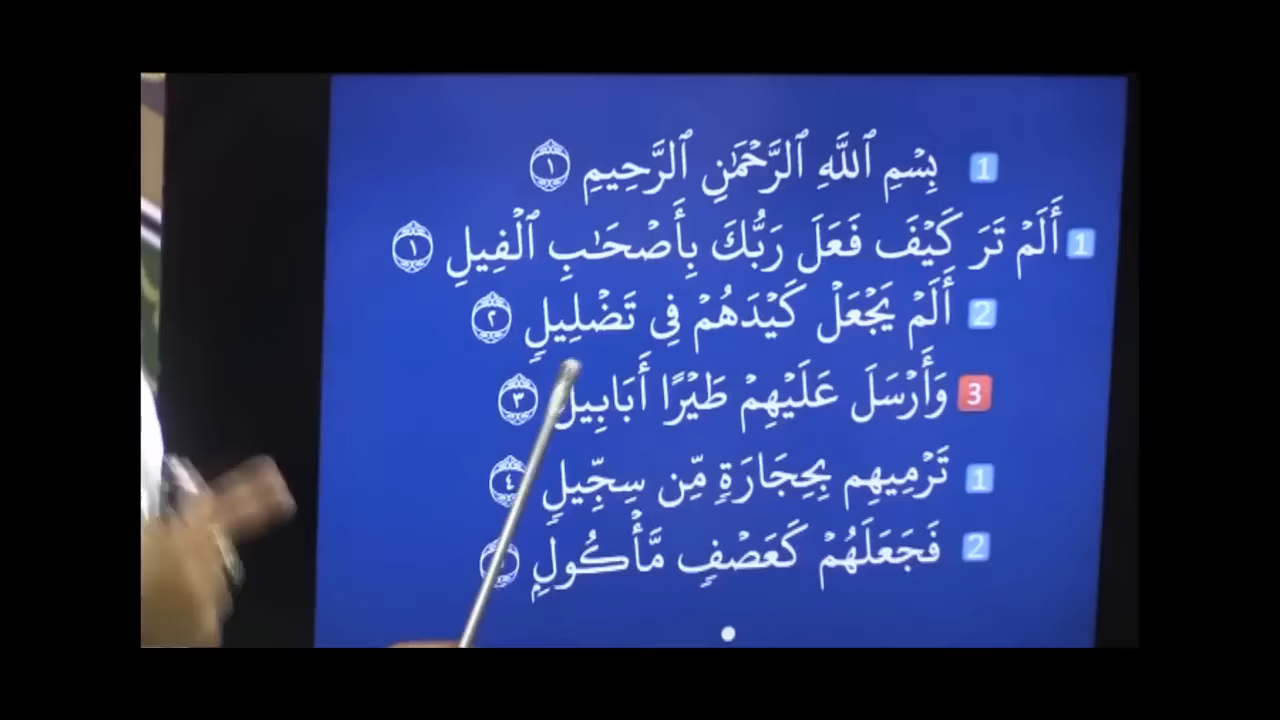 1 بِسْمِ ٱللَّهِ ٱلرَّحْمَٰنِ ٱلرَّحِيمِ ١
1 أَلَمْ تَرَ كَيْفَ فَعَلَ رَبُّكَ بِأَصْحَٰبِ ٱلْفِيلِ ١
2 أَلَمْ يَجْعَلْ كَيْدَهُمْ فِى تَضْلِيلٍ ٢
3 وَأَرْسَلَ عَلَيْهِمْ طَيْرًا أَبَابِيلَ ٣
1 تَرْمِيهِم بِحِجَارَةٍ مِّن سِجِّيلٍ ٤
2 فَجَعَلَهُمْ كَعَصْفٍ مَّأْكُولٍ